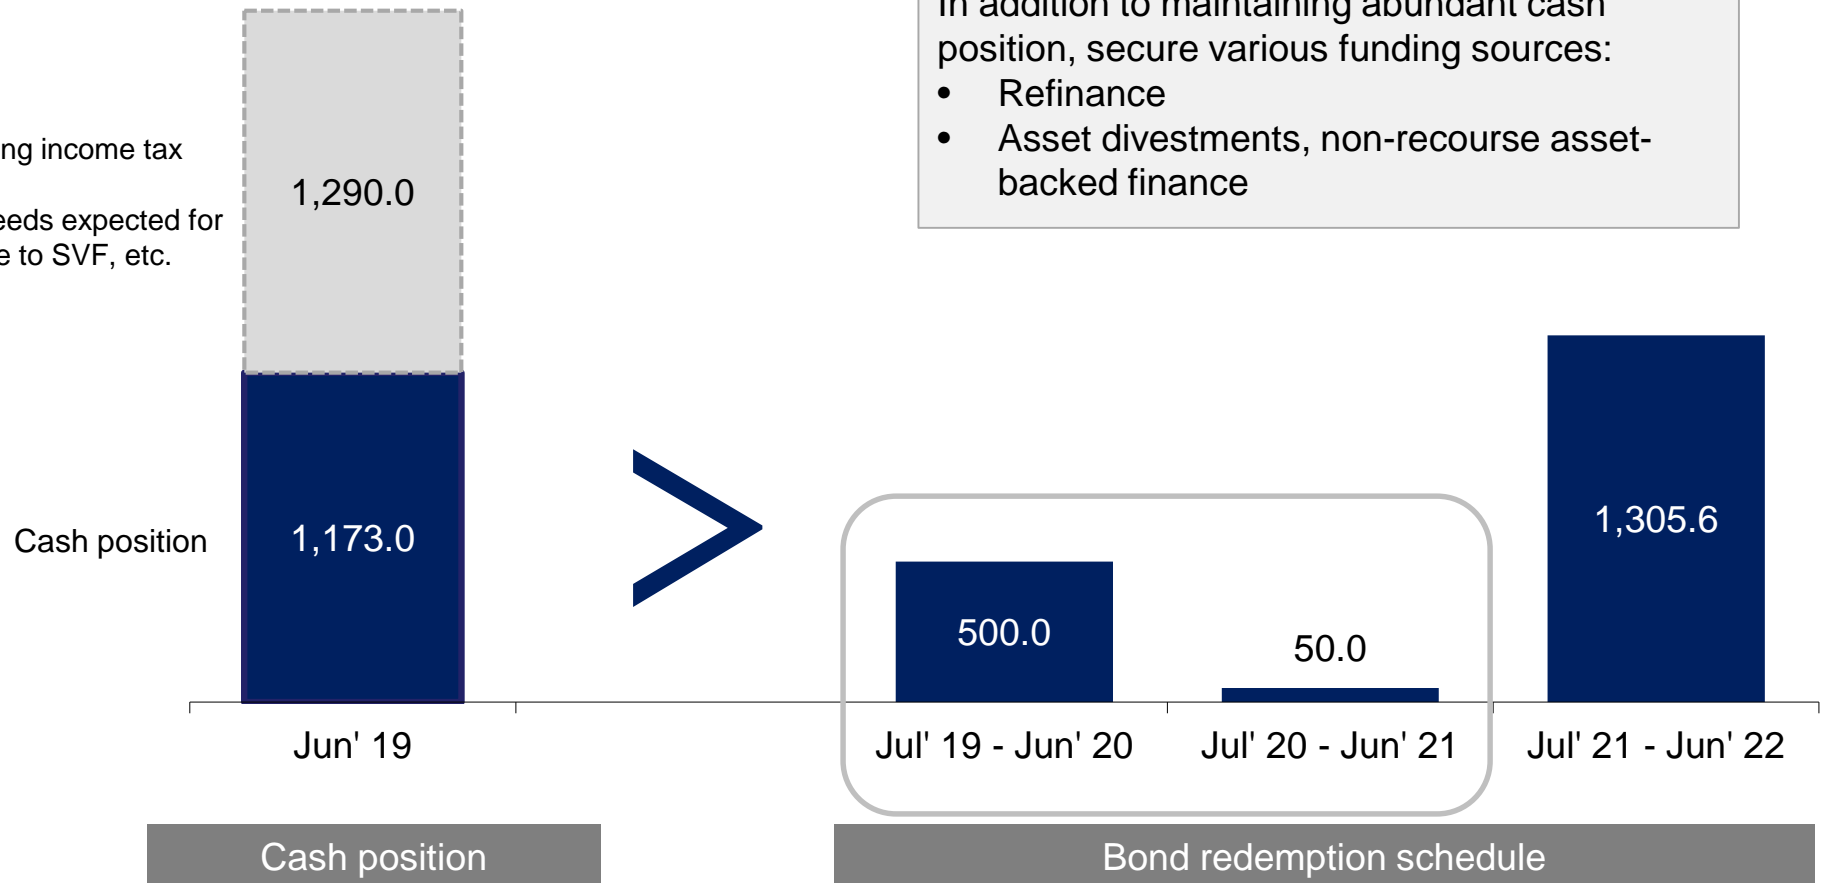 In addition to maintaining abundant cash
position, secure various funding sources:
• Refinance
• Asset divestments, non-recourse asset-
backed finance
income tax
expected for
to SVF, etc.
1,290.0
Cash position
1,173.0
>
500.0
50.0
1,305.6
Jun' 19
Jul' 19 - Jun' 20
Jul' 20 - Jun' 21
Jul' 21 - Jun' 22
Cash position
Bond redemption schedule